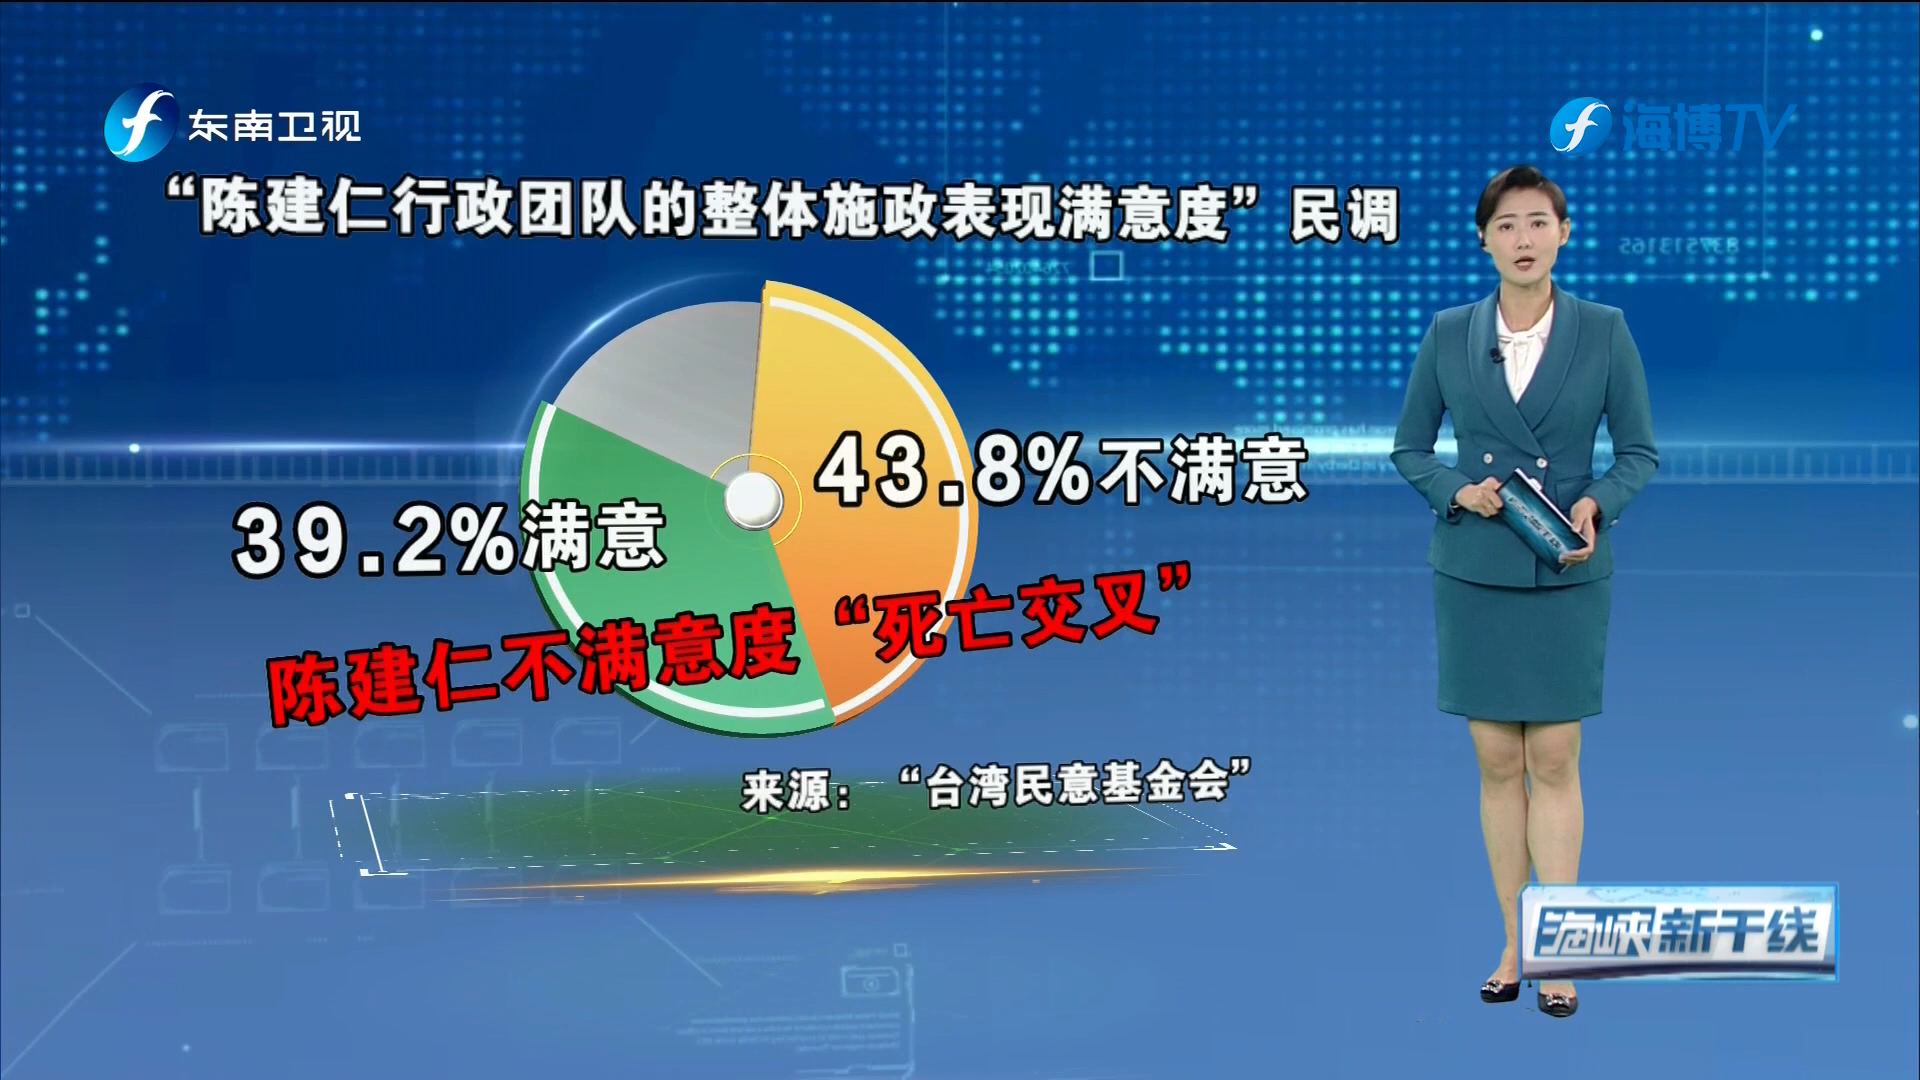 东南卫视
海博TV
“陈建仁行政团队的整体施政表现满意度”民调
837513165
43.8%不满意
39.2%满意
陈建仁不满意度“死亡交叉”
来源：“台湾民意基金会”
海峡新干线